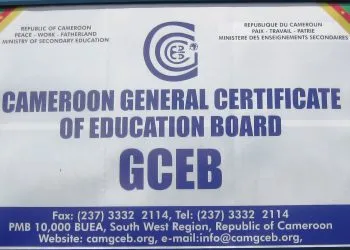 REPUBLIC OF CAMEROON
PEACE - WORK - FATHERLAND
MINISTRY OF SECONDARY EDUCATION
REPUBLIQUE DU CAMEROUN
PAIX - TRAVAIL - PATRIE
MINISTERE DES ENSEIGNEMENTS SECONDAIRES
CAMEROON GENERAL CERTIFICATE
OF EDUCATION BOARD
GCEB
Fax: (237) 3332 2114, Tel: (237) 3332 2114
PMB 10,000 BUEA, South West Region, Republic of Cameroon
Website: camgceb.org, e-mail:info@camgceb.org,